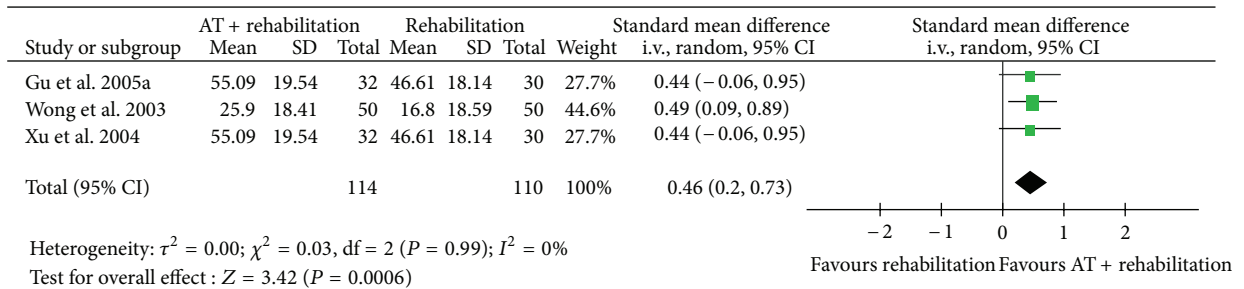 AT + rehabilitation Rehabilitation Standard mean difference Standard mean difference
Study or subgroup Mean SD Total Mean SD Total Weight i.v., random, 95% CI i.v., random, 95% CI
Gu et al. 2005a 55.09 19.54 32 46.61 18.14 30 27.7% 0.44 (−0.06, 0.95)
Wong et al. 2003 25.9 18.41 50 16.8 18.59 50 44.6% 0.49 (0.09, 0.89)
Xu et al. 2004 55.09 19.54 32 46.61 18.14 30 27.7% 0.44 (−0.06, 0.95)
Total (95% CI) 114 110 100% 0.46 (0.2, 0.73)
−2 −1 0 1 2
Heterogeneity: τ² = 0.00; χ² = 0.03, df = 2 (P = 0.99); I² = 0%
Favours rehabilitation Favours AT + rehabilitation
Test for overall effect : Z = 3.42 (P = 0.0006)